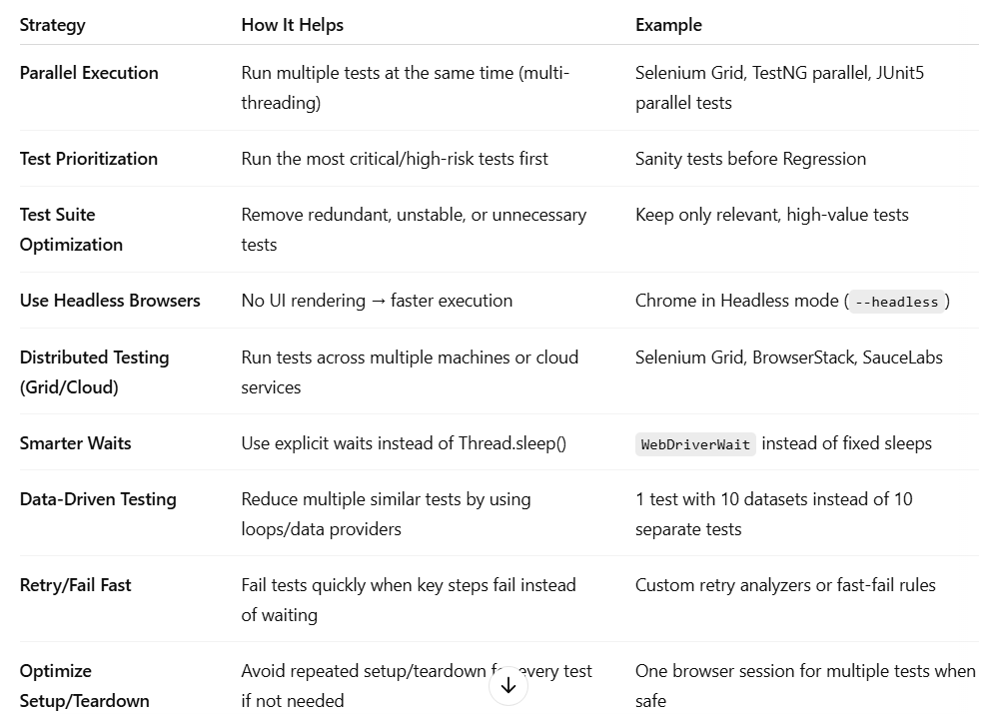 Strategy How It Helps Example
Parallel Execution Run multiple tests at the same time (multi- Selenium Grid, TestNG parallel, JUnit5
threading) parallel tests
Test Prioritization Run the most critical/high-risk tests first Sanity tests before Regression
Test Suite Remove redundant, unstable, or unnecessary Keep only relevant, high-value tests
Optimization tests
Use Headless Browsers No UI rendering → faster execution Chrome in Headless mode ( --headless )
Distributed Testing Run tests across multiple machines or cloud Selenium Grid, BrowserStack, SauceLabs
(Grid/Cloud) services
Smarter Waits Use explicit waits instead of Thread.sleep() WebDriverWait instead of fixed sleeps
Data-Driven Testing Reduce multiple similar tests by using 1 test with 10 datasets instead of 10
loops/data providers separate tests
Retry/Fail Fast Fail tests quickly when key steps fail instead Custom retry analyzers or fast-fail rules
of waiting
Optimize Avoid repeated setup/teardown every test One browser session for multiple tests when
Setup/Teardown if not needed safe